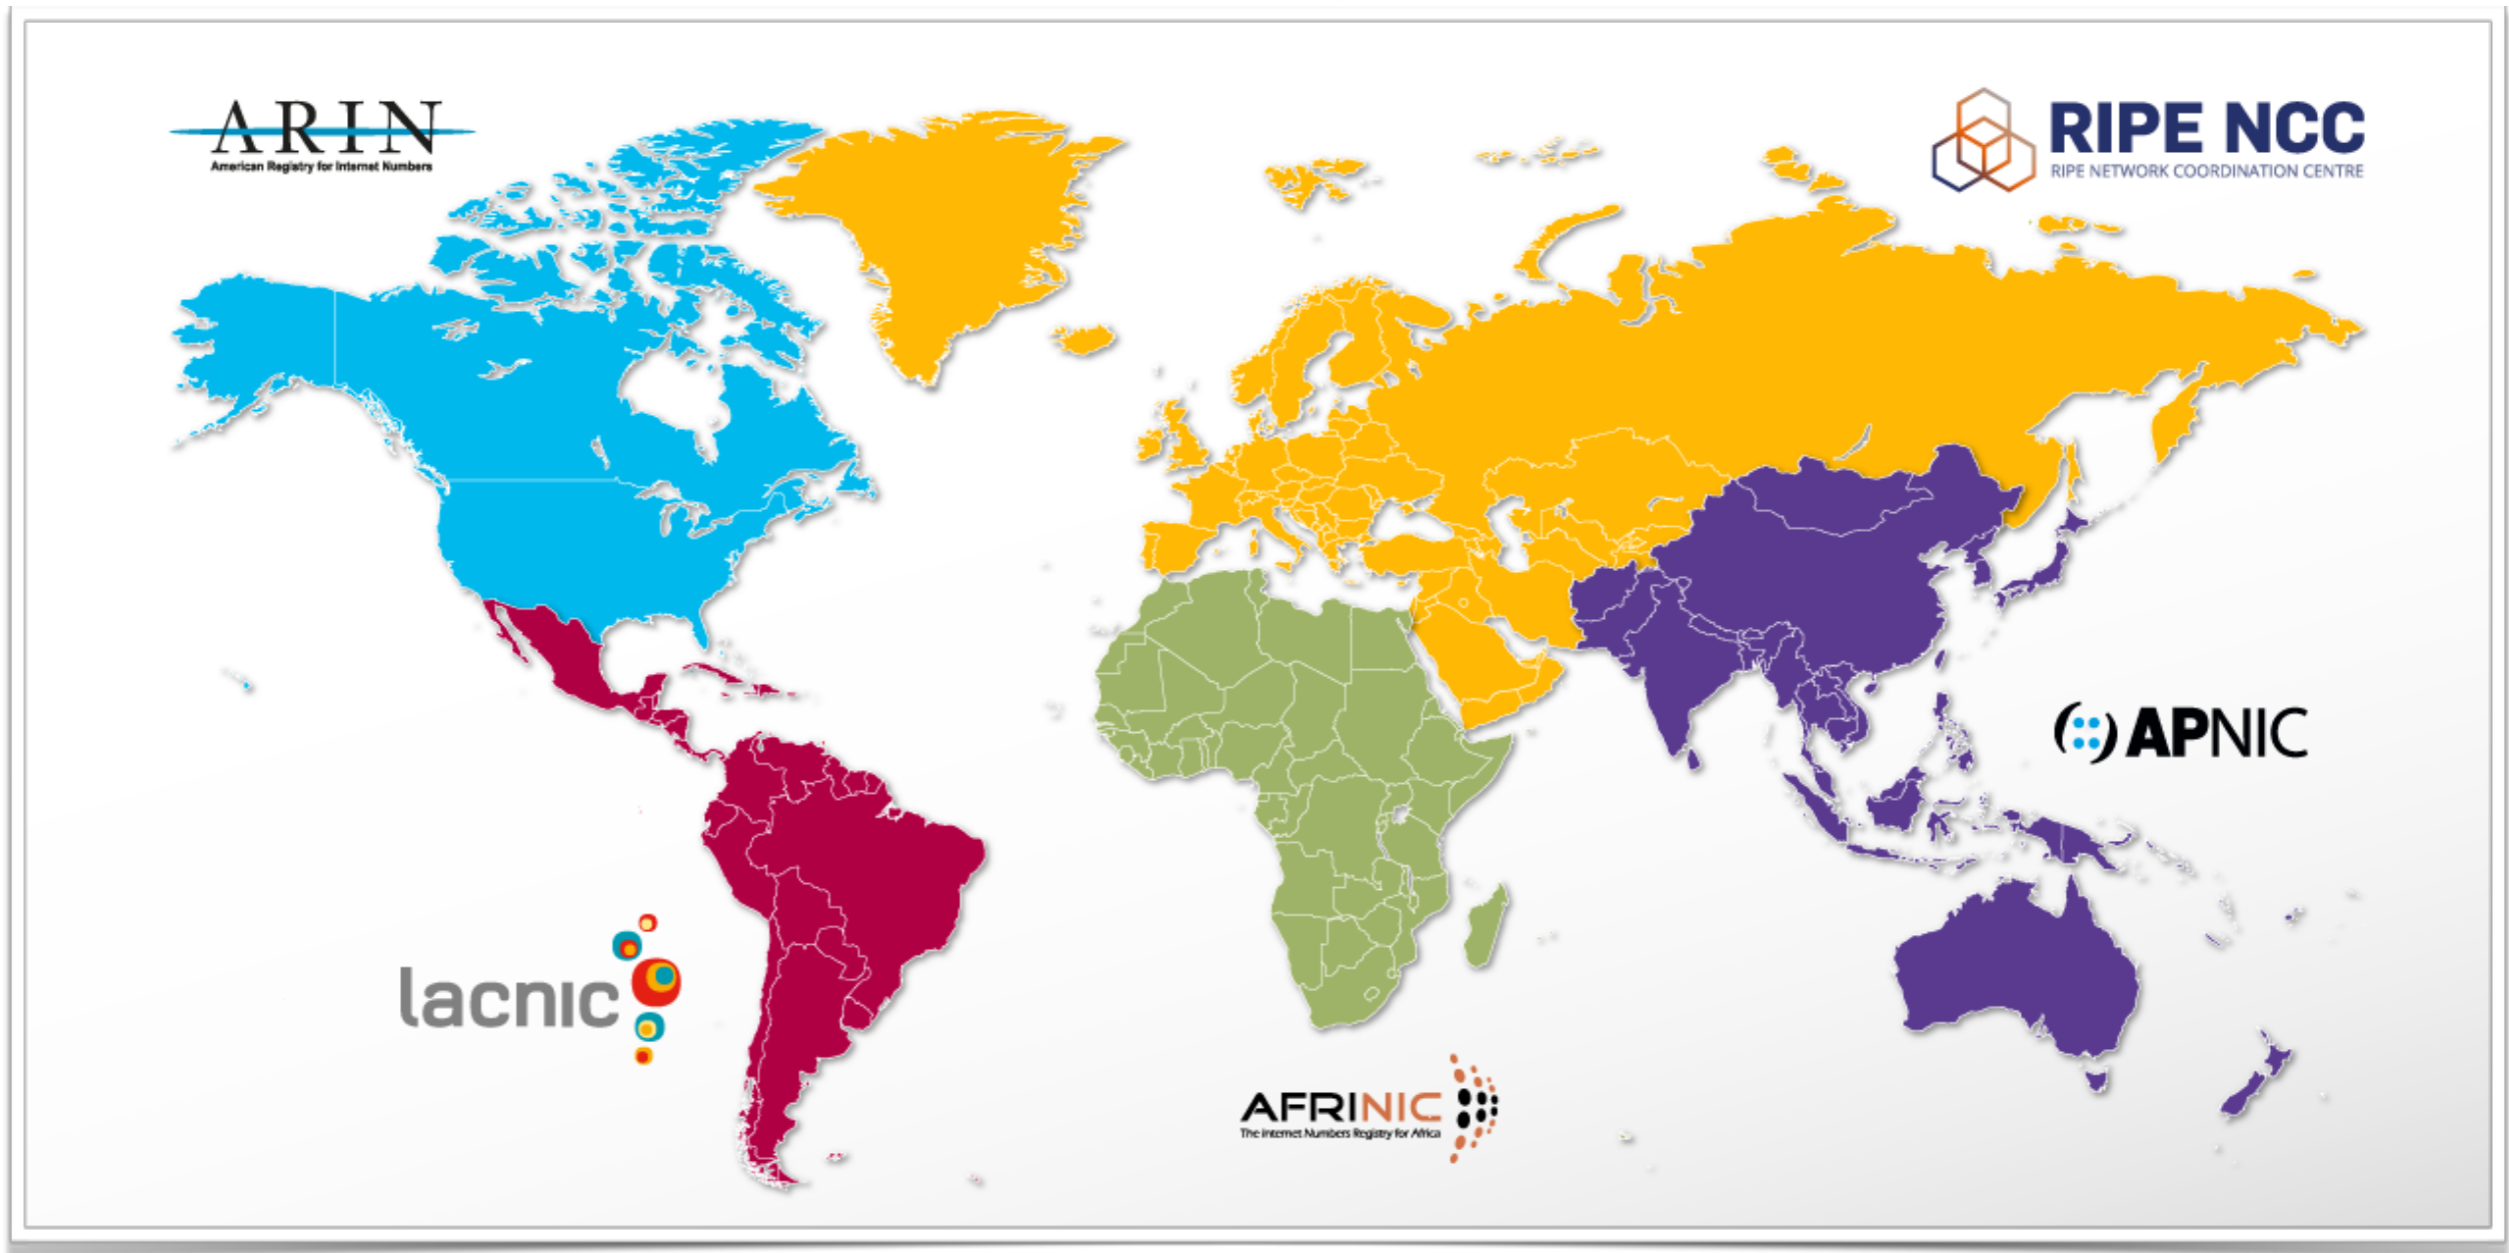 ARIN
American Registry for Internet Numbers
RIPE NCC
RIPE NETWORK COORDINATION CENTRE
APNIC
lacnic
AFRINIC
The Internet Numbers Registry for Africa